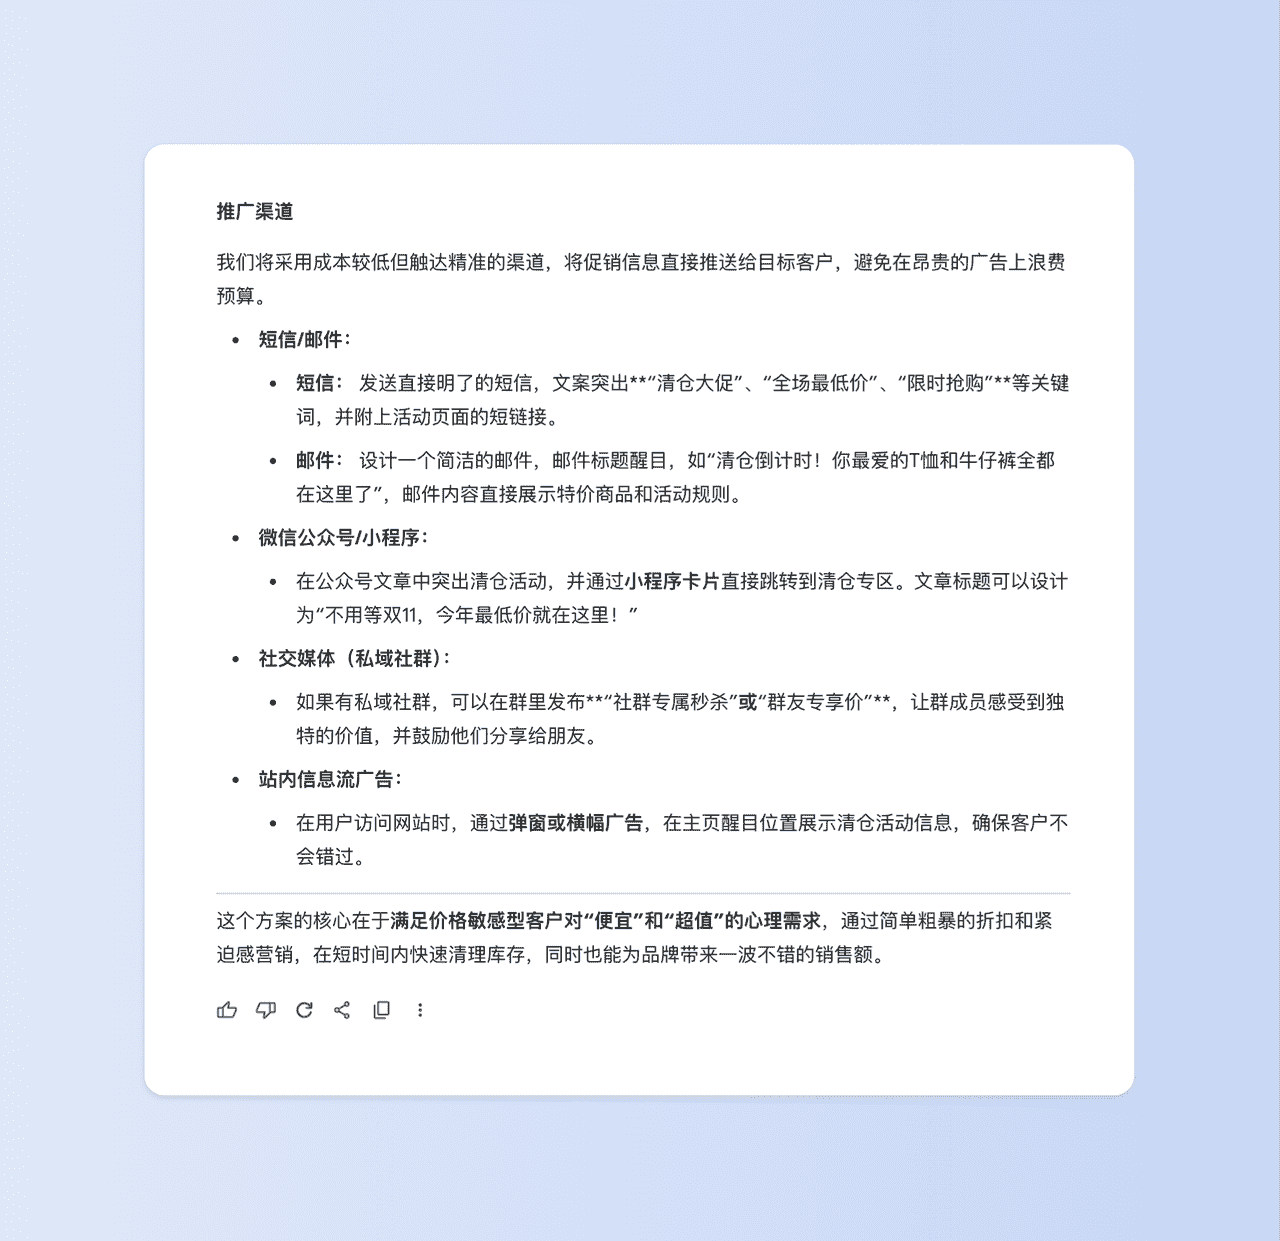 推广渠道
我们将采用成本较低但触达精准的渠道，将促销信息直接推送给目标客户，避免在昂贵的广告上浪费
预算。
• 短信/邮件：
• 短信： 发送直接明了的短信，文案突出**“清仓大促”、“全场最低价”、“限时抢购”**等关键
词，并附上活动页面的短链接。
• 邮件： 设计一个简洁的邮件，邮件标题醒目，如“清仓倒计时！你最爱的T恤和牛仔裤全都
在这里了”，邮件内容直接展示特价商品和活动规则。
• 微信公众号/小程序：
• 在公众号文章中突出清仓活动，并通过小程序卡片直接跳转到清仓专区。文章标题可以设计
为“不用等双11，今年最低价就在这里！”
• 社交媒体（私域社群）：
• 如果有私域社群，可以在群里发布**“社群专属秒杀”或“群友专享价”**，让群成员感受到独
特的价值，并鼓励他们分享给朋友。
• 站内信息流广告：
• 在用户访问网站时，通过弹窗或横幅广告，在主页醒目位置展示清仓活动信息，确保客户不
会错过。
这个方案的核心在于满足价格敏感型客户对“便宜”和“超值”的心理需求，通过简单粗暴的折扣和紧
迫感营销，在短时间内快速清理库存，同时也能为品牌带来一波不错的销售额。